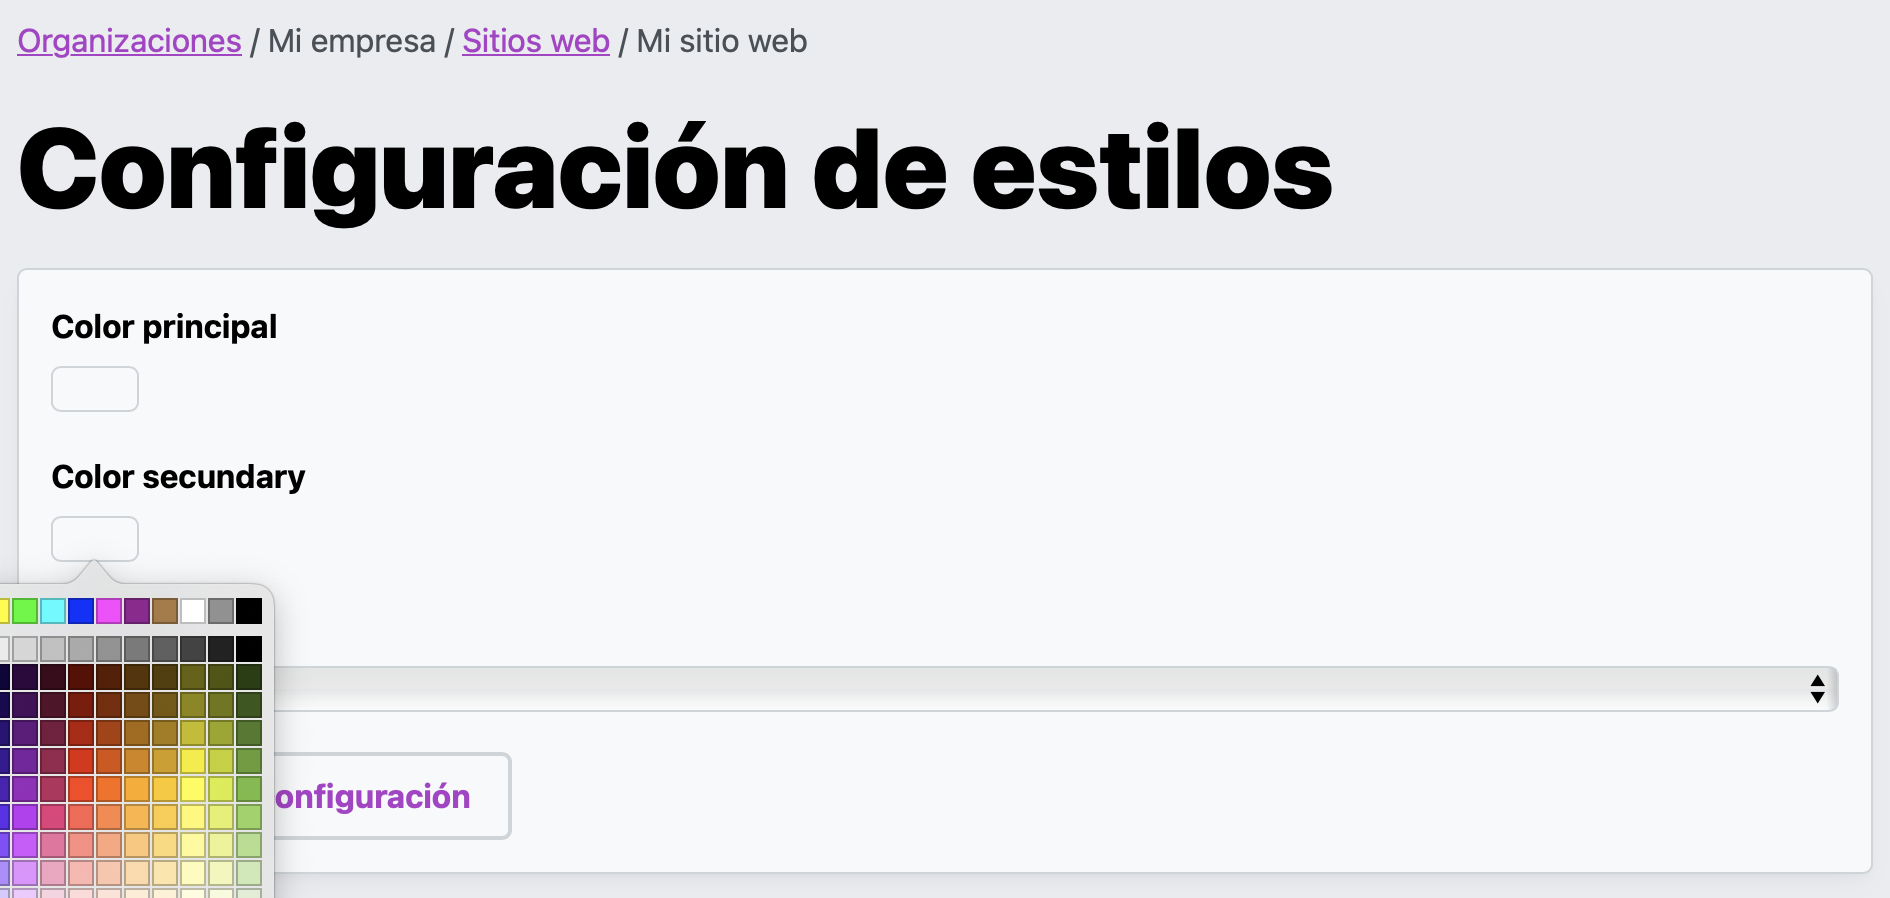 Organizaciones / Mi empresa / Sitios web / Mi sitio web
Configuración de estilos
Color principal
Color secundary
onfiguración